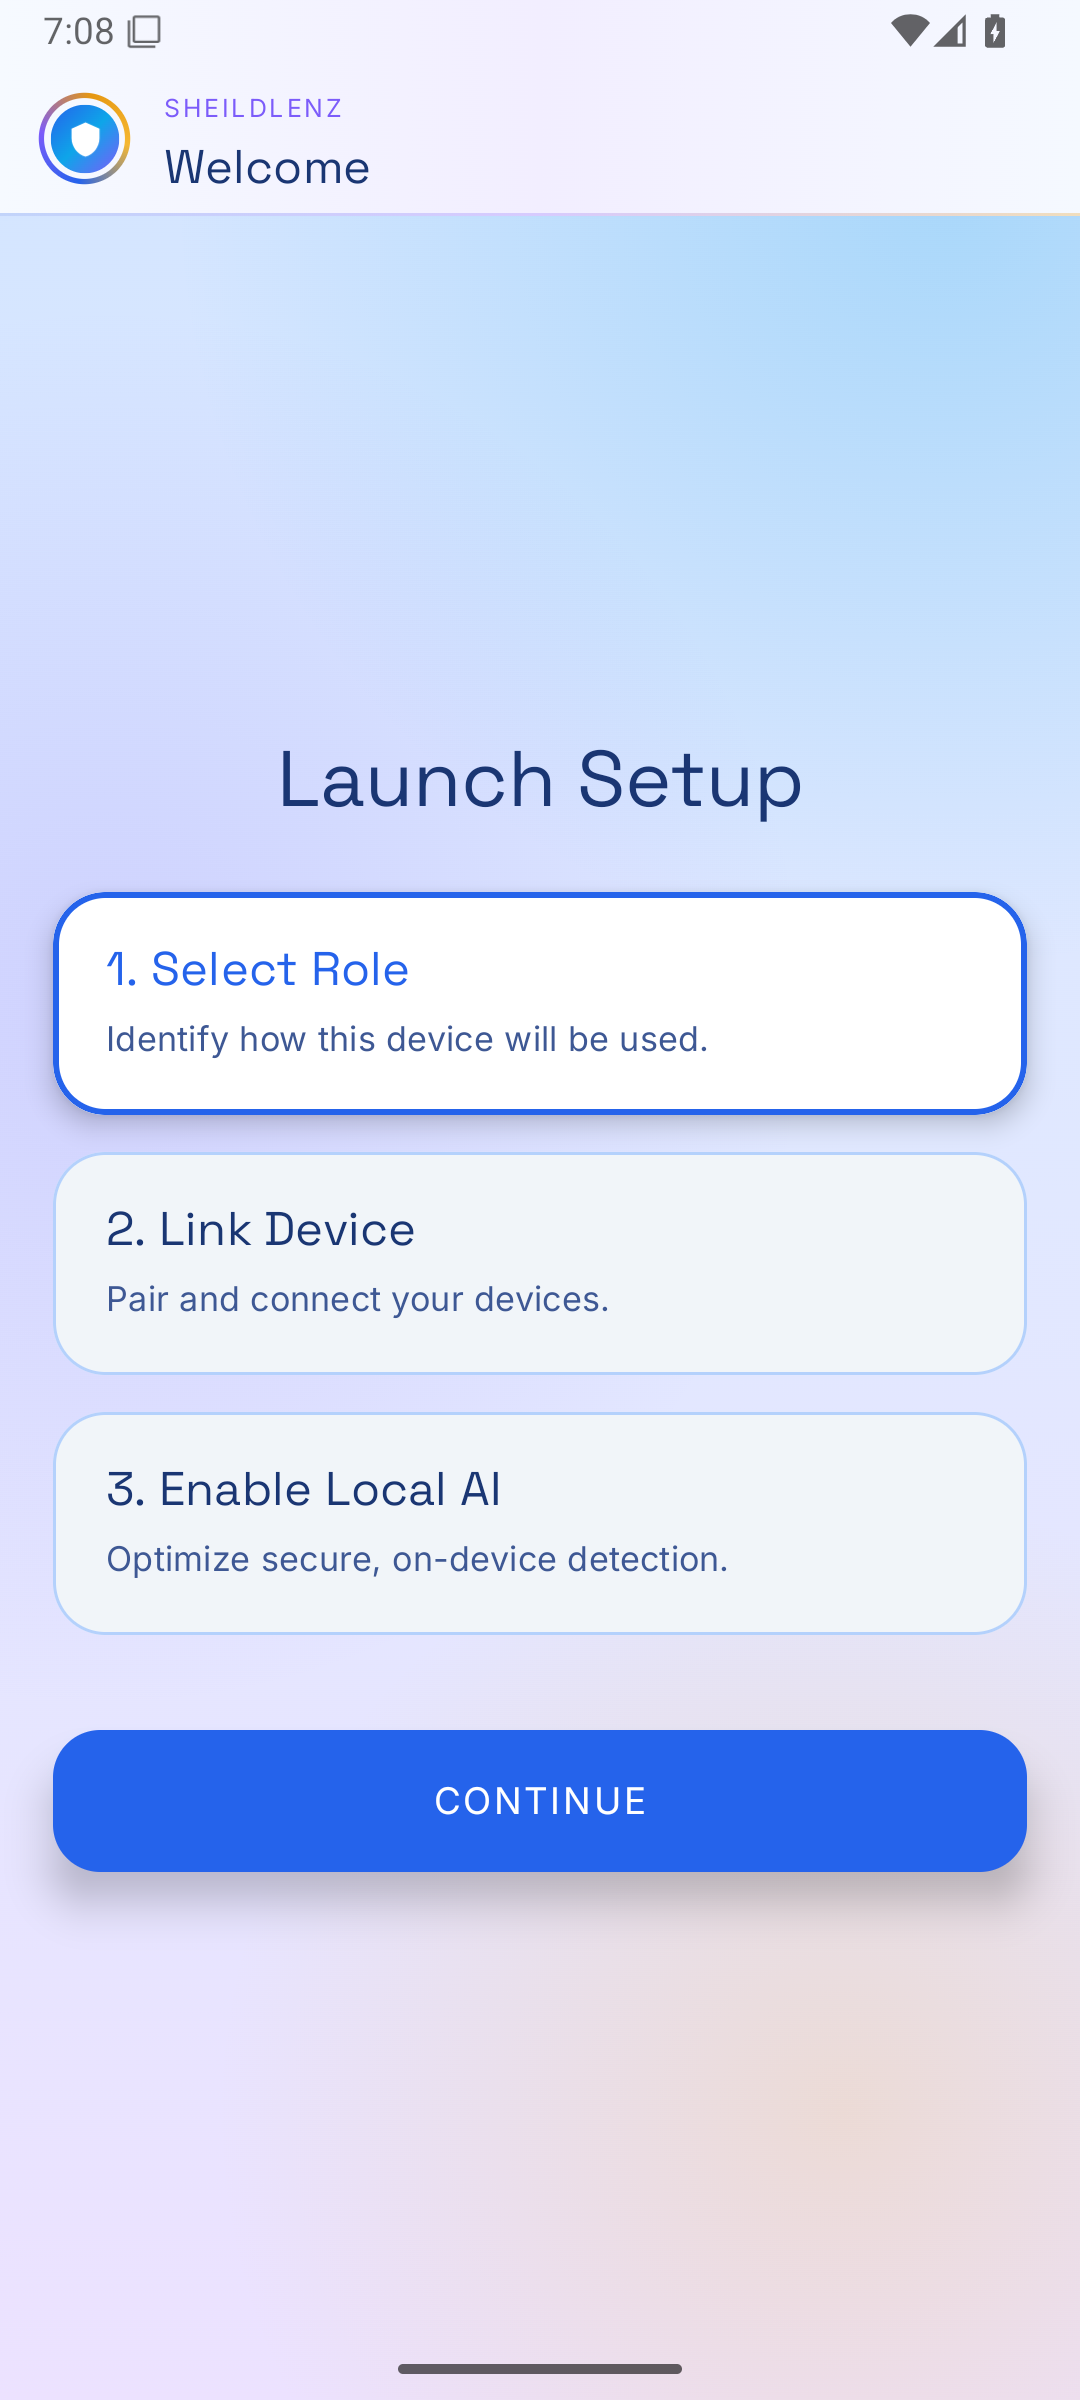 7:08
SHEILDLENZ
Welcome
Launch Setup
1. Select Role
Identify how this device will be used.
2. Link Device
Pair and connect your devices.
3. Enable Local AI
Optimize secure, on-device detection.
CONTINUE